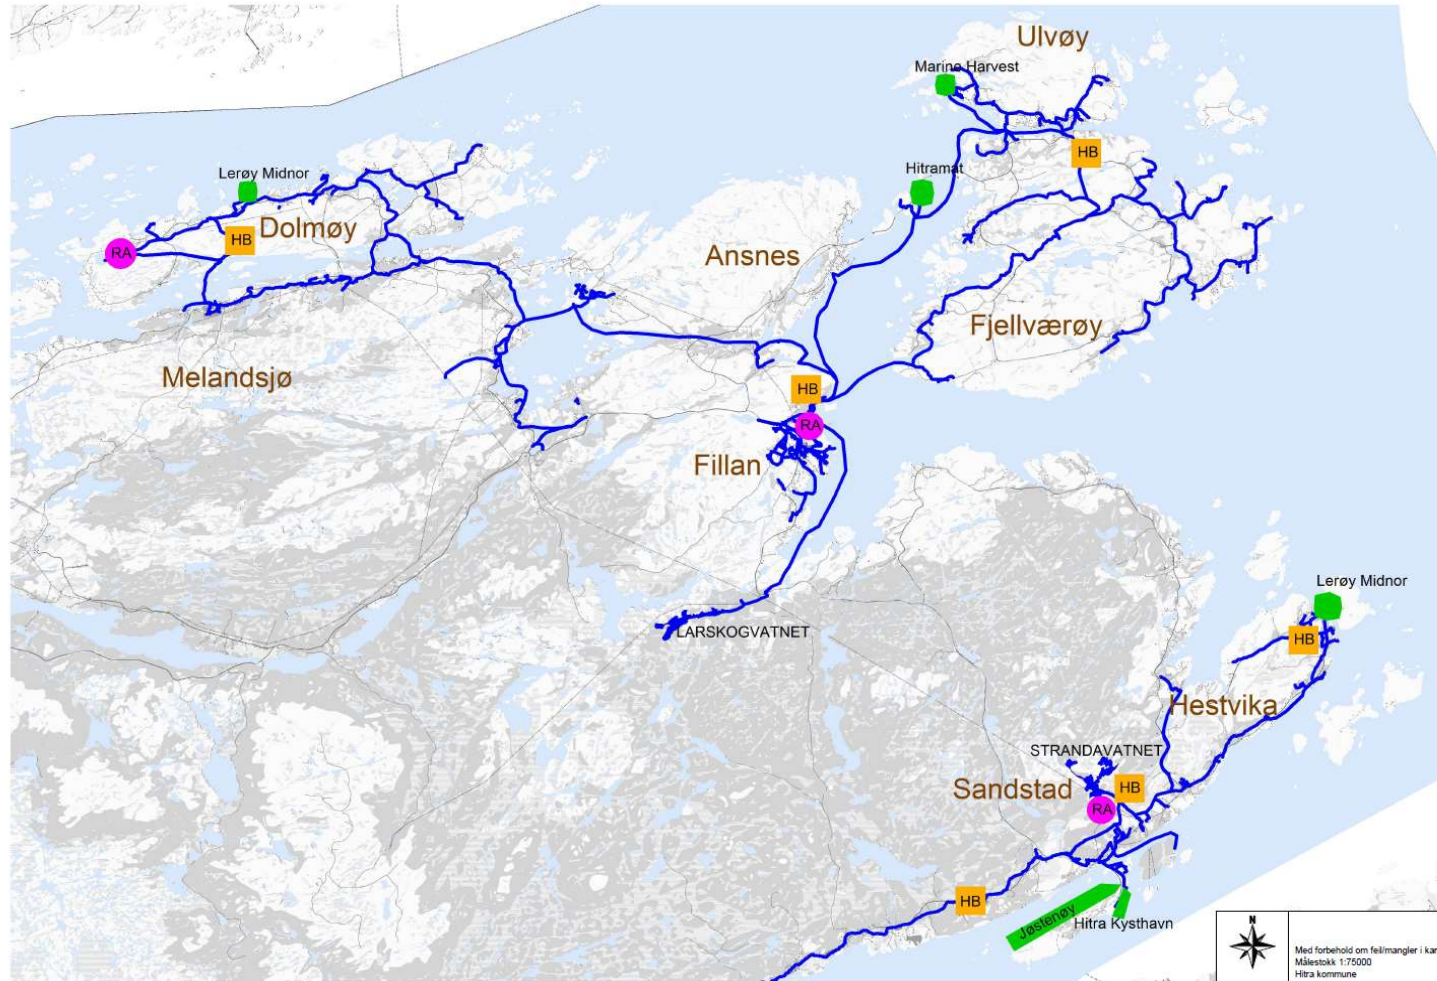 Ulvøy
Marine Harvest
HB
Lerøy Midnor
Hitramat
HB
Dolmøy
RA
Ansnes
Fjellværøy
Melandsjø
HB
RA
Fillan
Lerøy Midnor
LARSKOGVATNET
HB
Hestvika
STRANDAVATNET
Sandstad
HB
RA
HB
Jøstenøy
Hitra Kysthavn
N
Med forbehold om feil/mangler i kar
Målestokk 1:75000
Hitra kommune